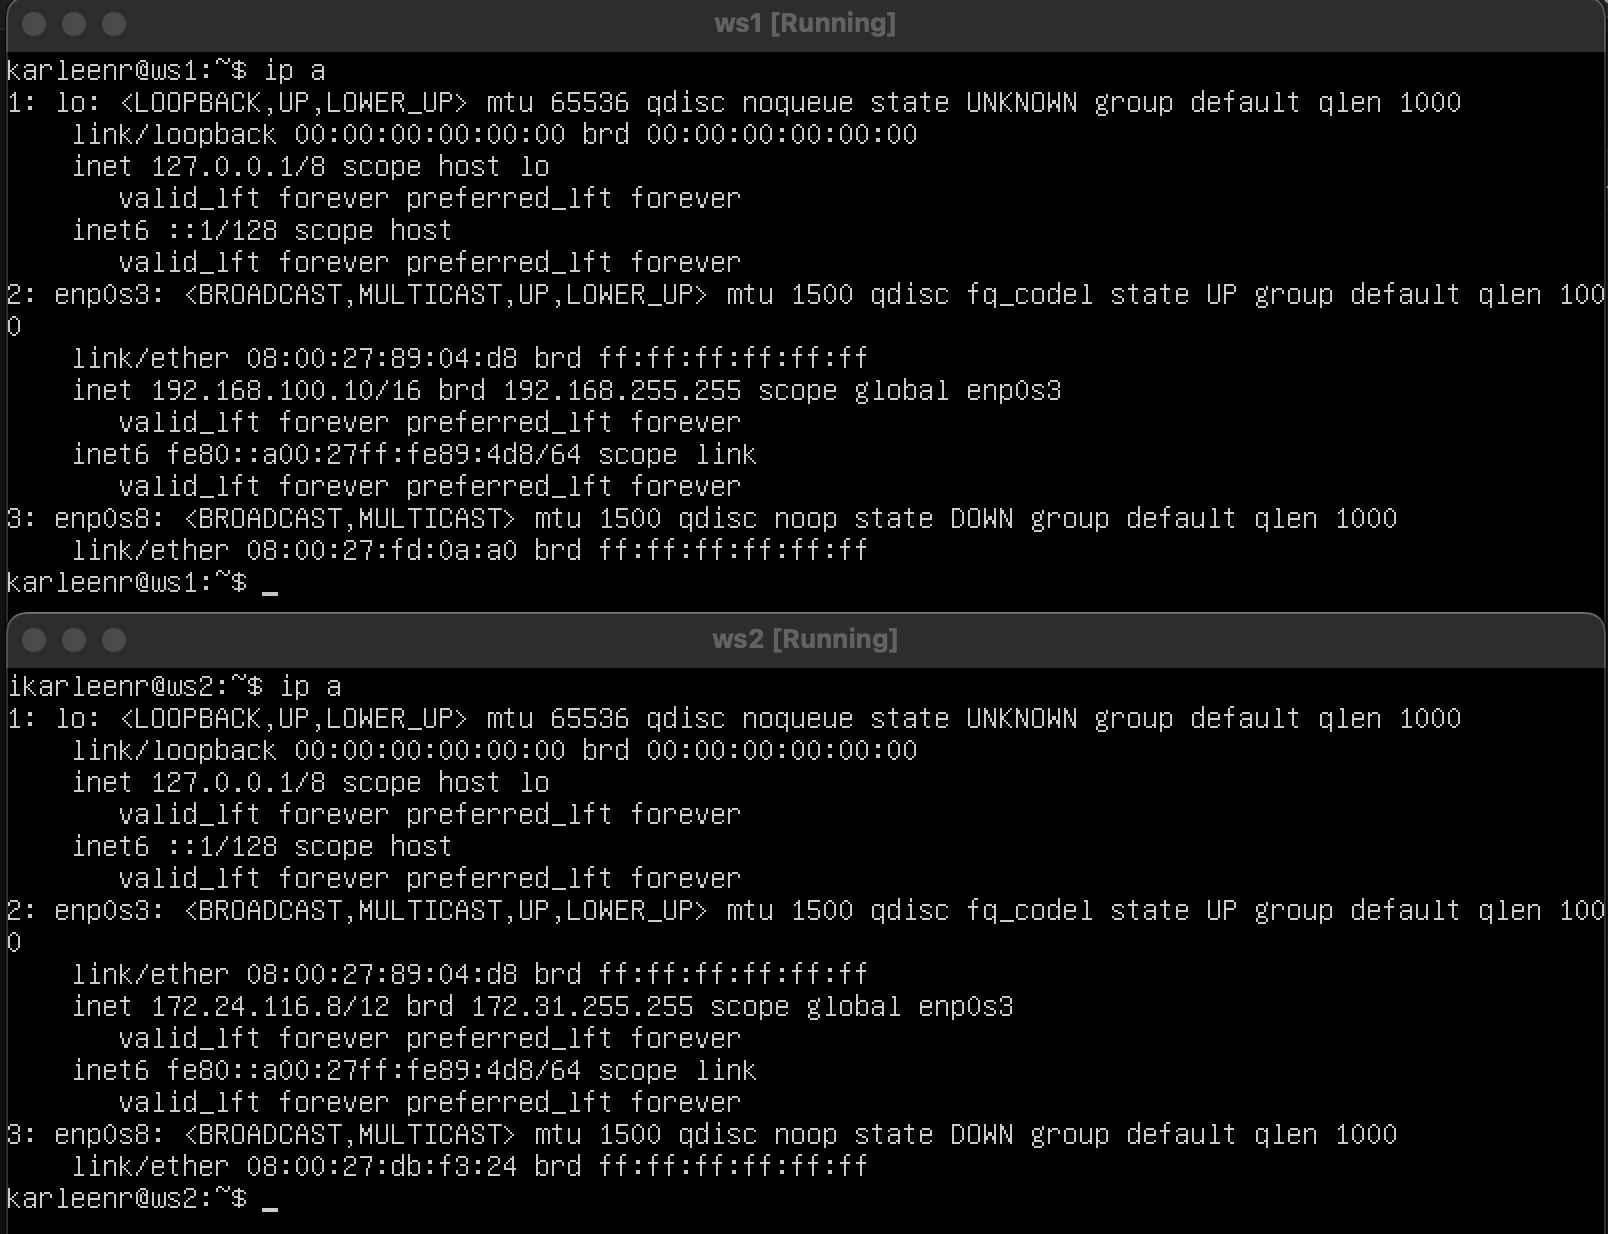 ws1 [Running]
karleenr@ws1:~$ ip a
1: lo: <LOOPBACK,UP,LOWER_UP> mtu 65536 qdisc noqueue state UNKNOWN group default qlen 1000
    link/loopback 00:00:00:00:00:00 brd 00:00:00:00:00:00
    inet 127.0.0.1/8 scope host lo
       valid_lft forever preferred_lft forever
    inet6 ::1/128 scope host
       valid_lft forever preferred_lft forever
2: enp0s3: <BROADCAST,MULTICAST,UP,LOWER_UP> mtu 1500 qdisc fq_codel state UP group default qlen 100
0
    link/ether 08:00:27:89:04:d8 brd ff:ff:ff:ff:ff:ff
    inet 192.168.100.10/16 brd 192.168.255.255 scope global enp0s3
       valid_lft forever preferred_lft forever
    inet6 fe80::a00:27ff:fe89:4d8/64 scope link
       valid_lft forever preferred_lft forever
3: enp0s8: <BROADCAST,MULTICAST> mtu 1500 qdisc noop state DOWN group default qlen 1000
    link/ether 08:00:27:fd:0a:a0 brd ff:ff:ff:ff:ff:ff
karleenr@ws1:~$ _
ws2 [Running]
ikarleenr@ws2:~$ ip a
1: lo: <LOOPBACK,UP,LOWER_UP> mtu 65536 qdisc noqueue state UNKNOWN group default qlen 1000
    link/loopback 00:00:00:00:00:00 brd 00:00:00:00:00:00
    inet 127.0.0.1/8 scope host lo
       valid_lft forever preferred_lft forever
    inet6 ::1/128 scope host
       valid_lft forever preferred_lft forever
2: enp0s3: <BROADCAST,MULTICAST,UP,LOWER_UP> mtu 1500 qdisc fq_codel state UP group default qlen 100
0
    link/ether 08:00:27:89:04:d8 brd ff:ff:ff:ff:ff:ff
    inet 172.24.116.8/12 brd 172.31.255.255 scope global enp0s3
       valid_lft forever preferred_lft forever
    inet6 fe80::a00:27ff:fe89:4d8/64 scope link
       valid_lft forever preferred_lft forever
3: enp0s8: <BROADCAST,MULTICAST> mtu 1500 qdisc noop state DOWN group default qlen 1000
    link/ether 08:00:27:db:f3:24 brd ff:ff:ff:ff:ff:ff
karleenr@ws2:~$ _